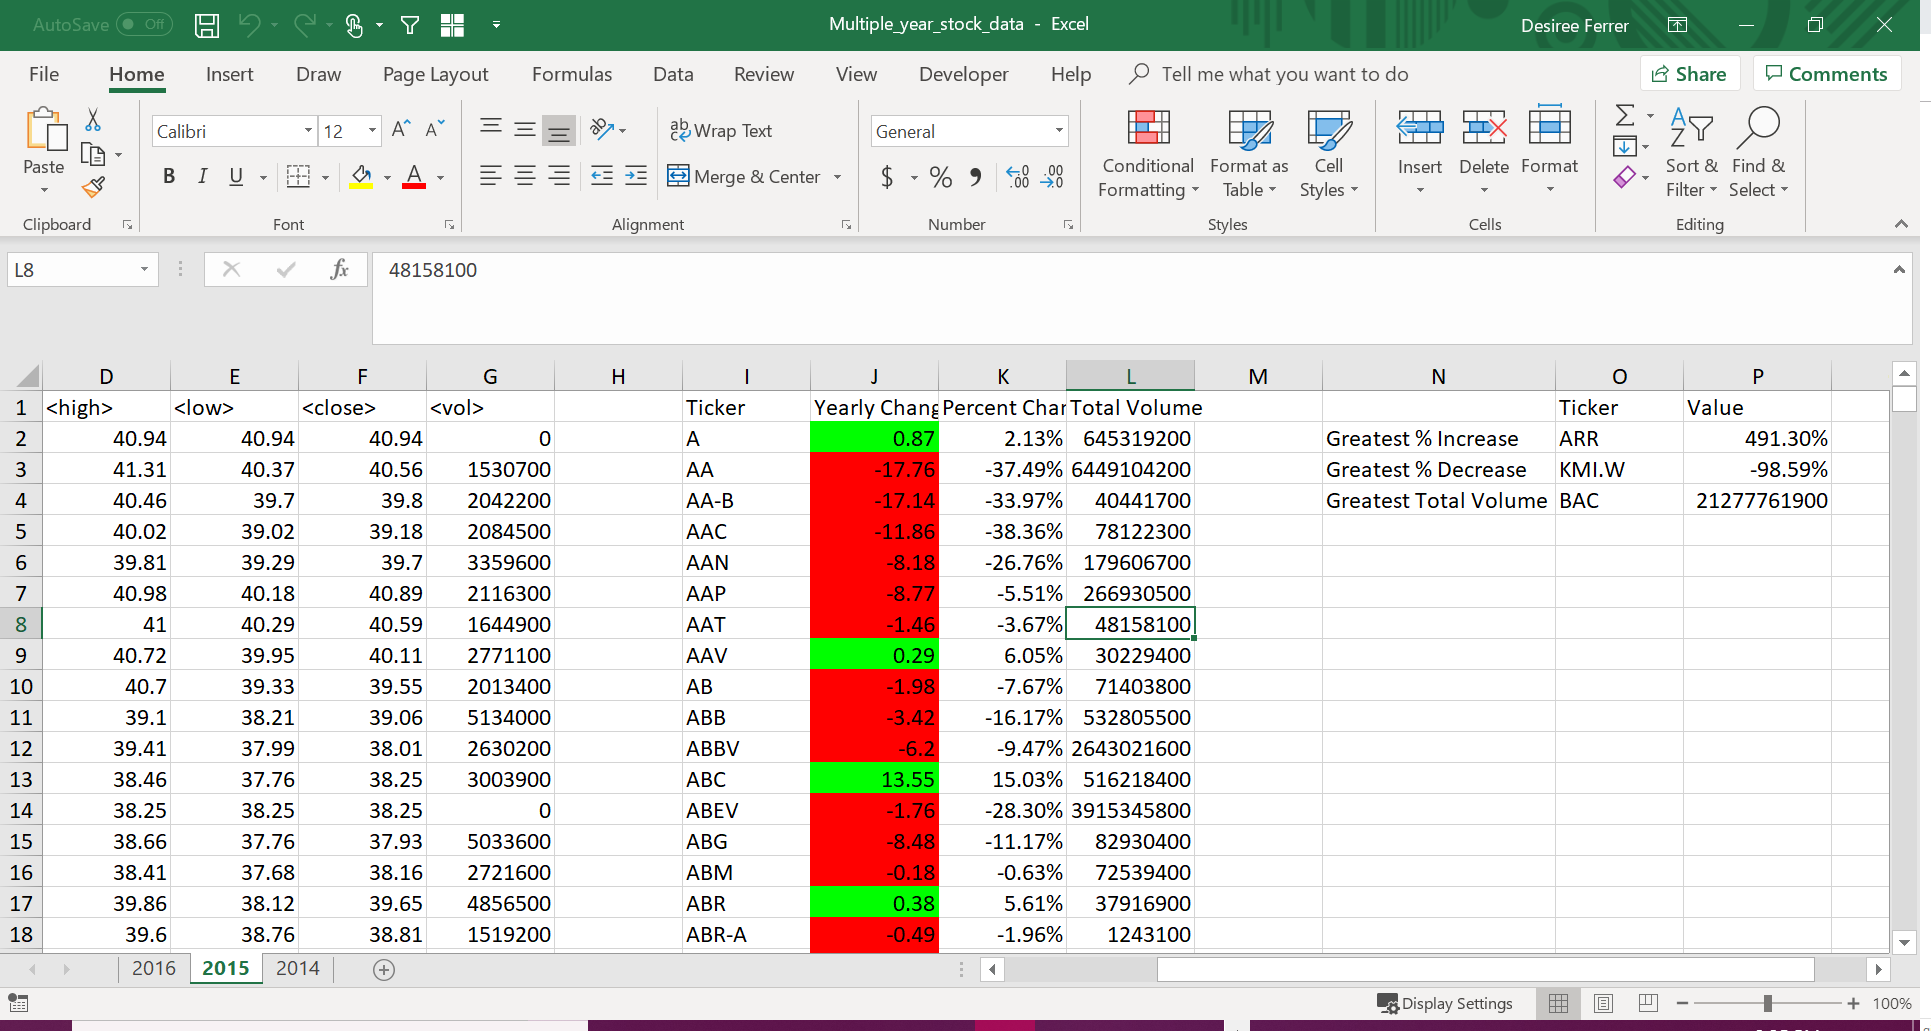 AutoSave Off Multiple_year_stock_data - Excel Desiree Ferrer
File Home Insert Draw Page Layout Formulas Data Review View Developer Help Tell me what you want to do Share Comments
Calibri 12 A A ab Wrap Text General
Paste B I U A Merge & Center $ % , .00 .00
Conditional Formatting Format as Table Cell Styles Insert Delete Format Sort & Filter Find & Select
Clipboard Font Alignment Number Styles Cells Editing
L8 fx 48158100
D E F G H I J K L M N O P
1 <high> <low> <close> <vol> Ticker Yearly Chang Percent Char Total Volume Ticker Value
2 40.94 40.94 40.94 0 A 0.87 2.13% 645319200 Greatest % Increase ARR 491.30%
3 41.31 40.37 40.56 1530700 AA -17.76 -37.49% 6449104200 Greatest % Decrease KMI.W -98.59%
4 40.46 39.7 39.8 2042200 AA-B -17.14 -33.97% 40441700 Greatest Total Volume BAC 21277761900
5 40.02 39.02 39.18 2084500 AAC -11.86 -38.36% 78122300
6 39.81 39.29 39.7 3359600 AAN -8.18 -26.76% 179606700
7 40.98 40.18 40.89 2116300 AAP -8.77 -5.51% 266930500
8 41 40.29 40.59 1644900 AAT -1.46 -3.67% 48158100
9 40.72 39.95 40.11 2771100 AAV 0.29 6.05% 30229400
10 40.7 39.33 39.55 2013400 AB -1.98 -7.67% 71403800
11 39.1 38.21 39.06 5134000 ABB -3.42 -16.17% 532805500
12 39.41 37.99 38.01 2630200 ABBV -6.2 -9.47% 2643021600
13 38.46 37.76 38.25 3003900 ABC 13.55 15.03% 516218400
14 38.25 38.25 38.25 0 ABEV -1.76 -28.30% 3915345800
15 38.66 37.76 37.93 5033600 ABG -8.48 -11.17% 82930400
16 38.41 37.68 38.16 2721600 ABM -0.18 -0.63% 72539400
17 39.86 38.12 39.65 4856500 ABR 0.38 5.61% 37916900
18 39.6 38.76 38.81 1519200 ABR-A -0.49 -1.96% 1243100
2016 2015 2014
Display Settings 100%